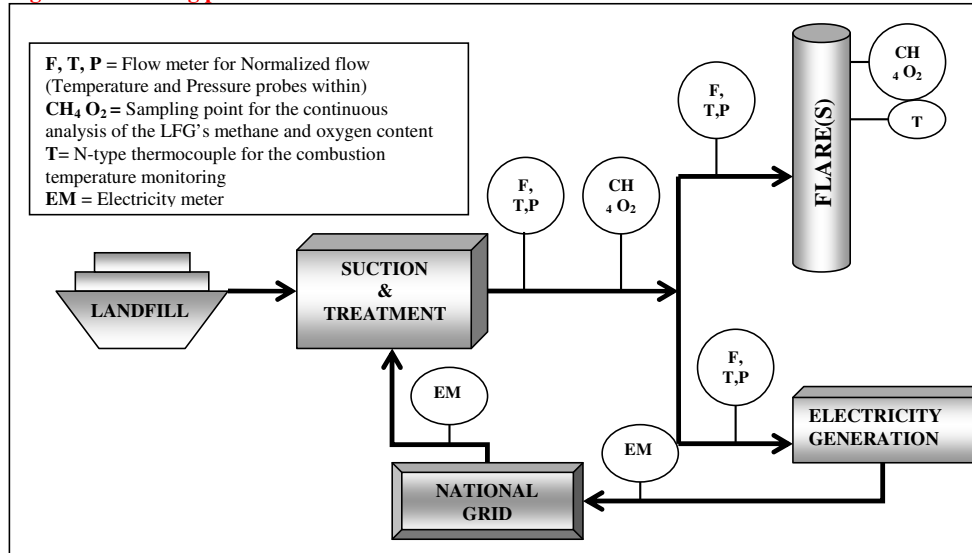 F, T, P = Flow meter for Normalized flow
(Temperature and Pressure probes within)
CH₄ O₂ = Sampling point for the continuous
analysis of the LFG's methane and oxygen content
T= N-type thermocouple for the combustion
temperature monitoring
EM = Electricity meter
F,
T,P
CH
₄ O₂
F,
T,P
FLARE(S)
CH
₄ O₂
T
LANDFILL
SUCTION
&
TREATMENT
F,
T,P
ELECTRICITY
GENERATION
EM
EM
NATIONAL
GRID